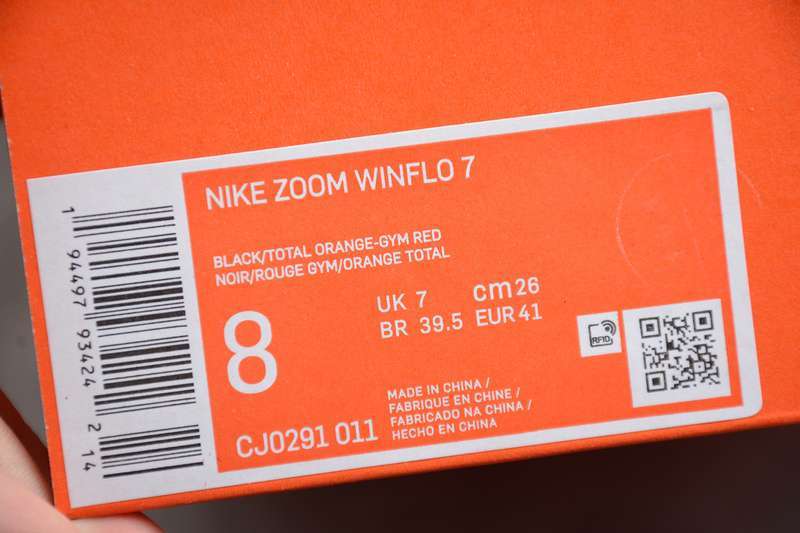 NIKE ZOOM WINFLO 7
BLACK/TOTAL ORANGE-GYM RED
NOIR/ROUGE GYM/ORANGE TOTAL
8
UK 7 cm 26
BR 39.5 EUR 41
CJ0291 011
MADE IN CHINA /
FABRIQUE EN CHINE /
FABRICADO NA CHINA /
HECHO EN CHINA
RFID
1 94497 93424 2 14